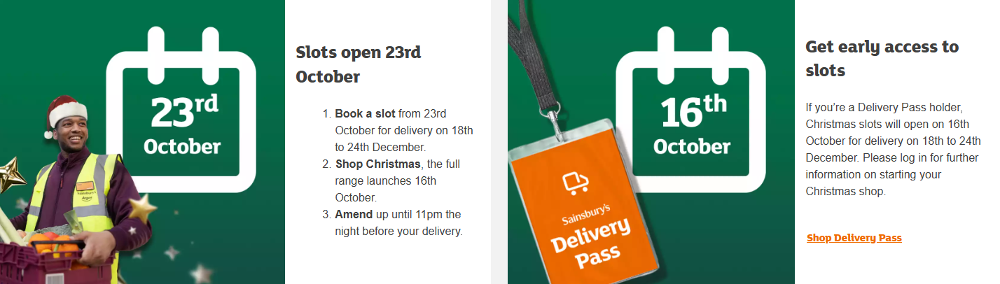 23rd
October
Sainsbury's
Argos
Slots open 23rd
October
1. Book a slot from 23rd
October for delivery on 18th
to 24th December.
2. Shop Christmas, the full
range launches 16th
October.
3. Amend up until 11pm the
night before your delivery.
16th
October
Sainsbury's
Delivery
Pass
Get early access to
slots
If you’re a Delivery Pass holder,
Christmas slots will open on 16th
October for delivery on 18th to 24th
December. Please log in for further
information on starting your
Christmas shop.
Shop Delivery Pass